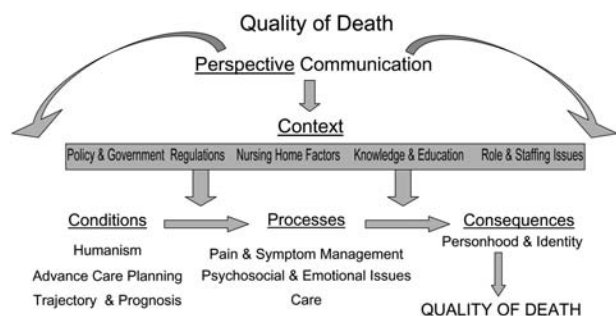 Quality of Death
Perspective Communication
Context
Policy & Government Regulations Nursing Home Factors Knowledge & Education Role & Staffing Issues
Conditions
Humanism
Advance Care Planning
Trajectory & Prognosis
Processes
Pain & Symptom Management
Psychosocial & Emotional Issues
Care
Consequences
Personhood & Identity
QUALITY OF DEATH